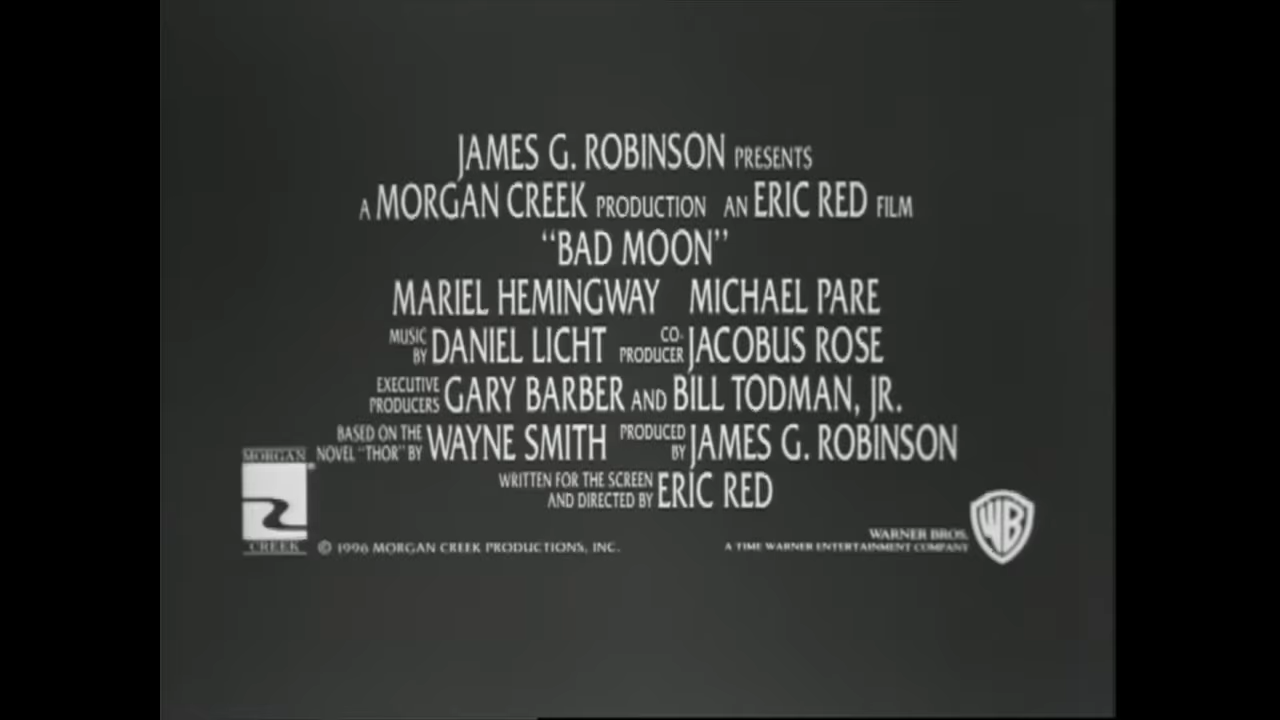 JAMES G. ROBINSON PRESENTS
A MORGAN CREEK PRODUCTION AN ERIC RED FILM
"BAD MOON"
MARIEL HEMINGWAY MICHAEL PARE
MUSIC BY DANIEL LICHT CO-PRODUCER JACOBUS ROSE
EXECUTIVE PRODUCERS GARY BARBER AND BILL TODMAN, JR.
BASED ON THE NOVEL "THOR" BY WAYNE SMITH PRODUCED BY JAMES G. ROBINSON
WRITTEN FOR THE SCREEN AND DIRECTED BY ERIC RED
MORGAN
CREEK
© 1996 MORGAN CREEK PRODUCTIONS, INC.
WARNER BROS.
A TIME WARNER ENTERTAINMENT COMPANY
WB